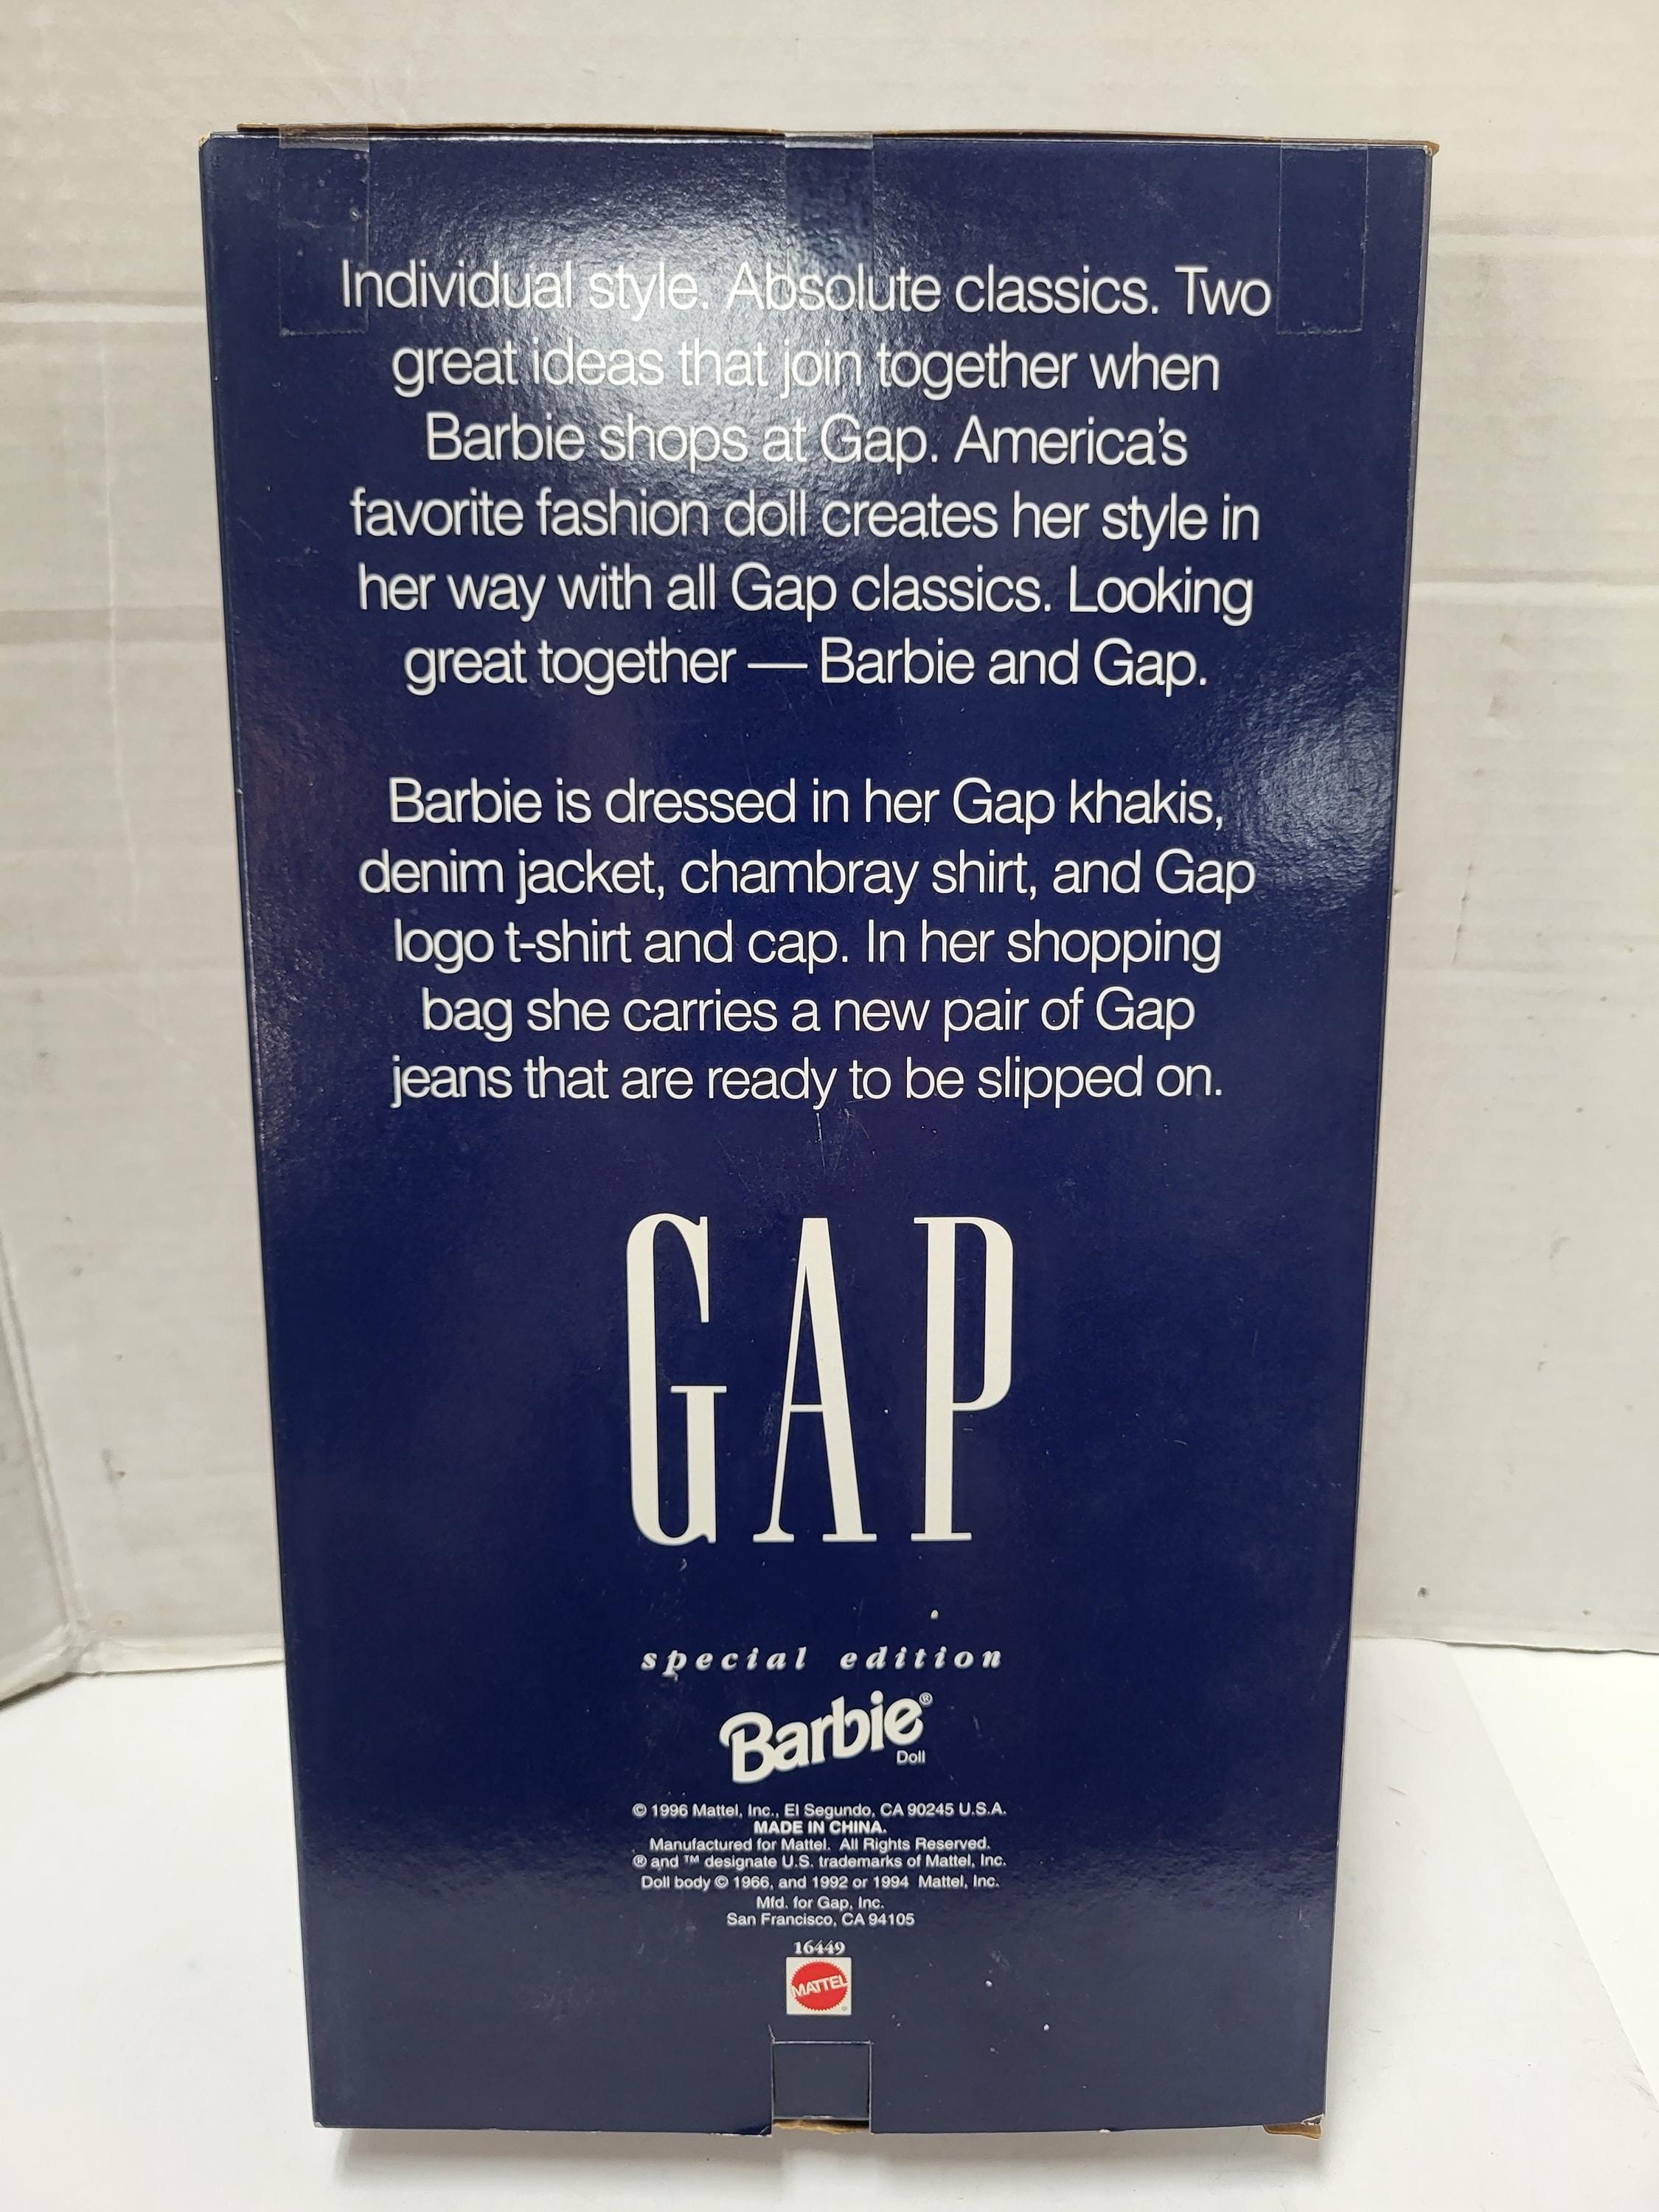 Individual style. Absolute classics. Two
great ideas that join together when
Barbie shops at Gap. America's
favorite fashion doll creates her style in
her way with all Gap classics. Looking
great together — Barbie and Gap.
Barbie is dressed in her Gap khakis,
denim jacket, chambray shirt, and Gap
logo t-shirt and cap. In her shopping
bag she carries a new pair of Gap
jeans that are ready to be slipped on.
GAP
special edition
Barbie®
Doll
© 1996 Mattel, Inc., El Segundo, CA 90245 U.S.A.
MADE IN CHINA.
Manufactured for Mattel. All Rights Reserved.
® and ™ designate U.S. trademarks of Mattel, Inc.
Doll body © 1966, and 1992 or 1994 Mattel, Inc.
Mfd. for Gap, Inc.
San Francisco, CA 94105
16449
MATTEL
®